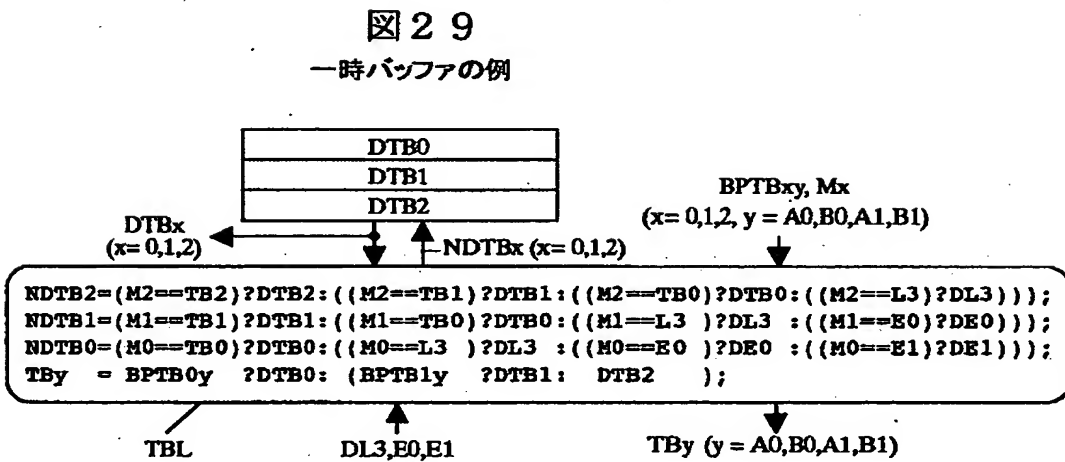 図29
一時バッファの例
DTB0
DTB1
DTB2
DTBx
(x= 0,1,2)
NDTBx (x= 0,1,2)
BPTBxy, Mx
(x= 0,1,2, y = A0,B0,A1,B1)
NDTB2=(M2==TB2)?DTB2:((M2==TB1)?DTB1:((M2==TB0)?DTB0:((M2==L3)?DL3)));
NDTB1=(M1==TB1)?DTB1:((M1==TB0)?DTB0:((M1==L3 )?DL3 :((M1==E0)?DE0)));
NDTB0=(M0==TB0)?DTB0:((M0==L3 )?DL3 :((M0==E0 )?DE0 :((M0==E1)?DE1)));
TBy = BPTB0y ?DTB0: (BPTB1y ?DTB1: DTB2 );
TBL
DL3,E0,E1
TBy (y = A0,B0,A1,B1)